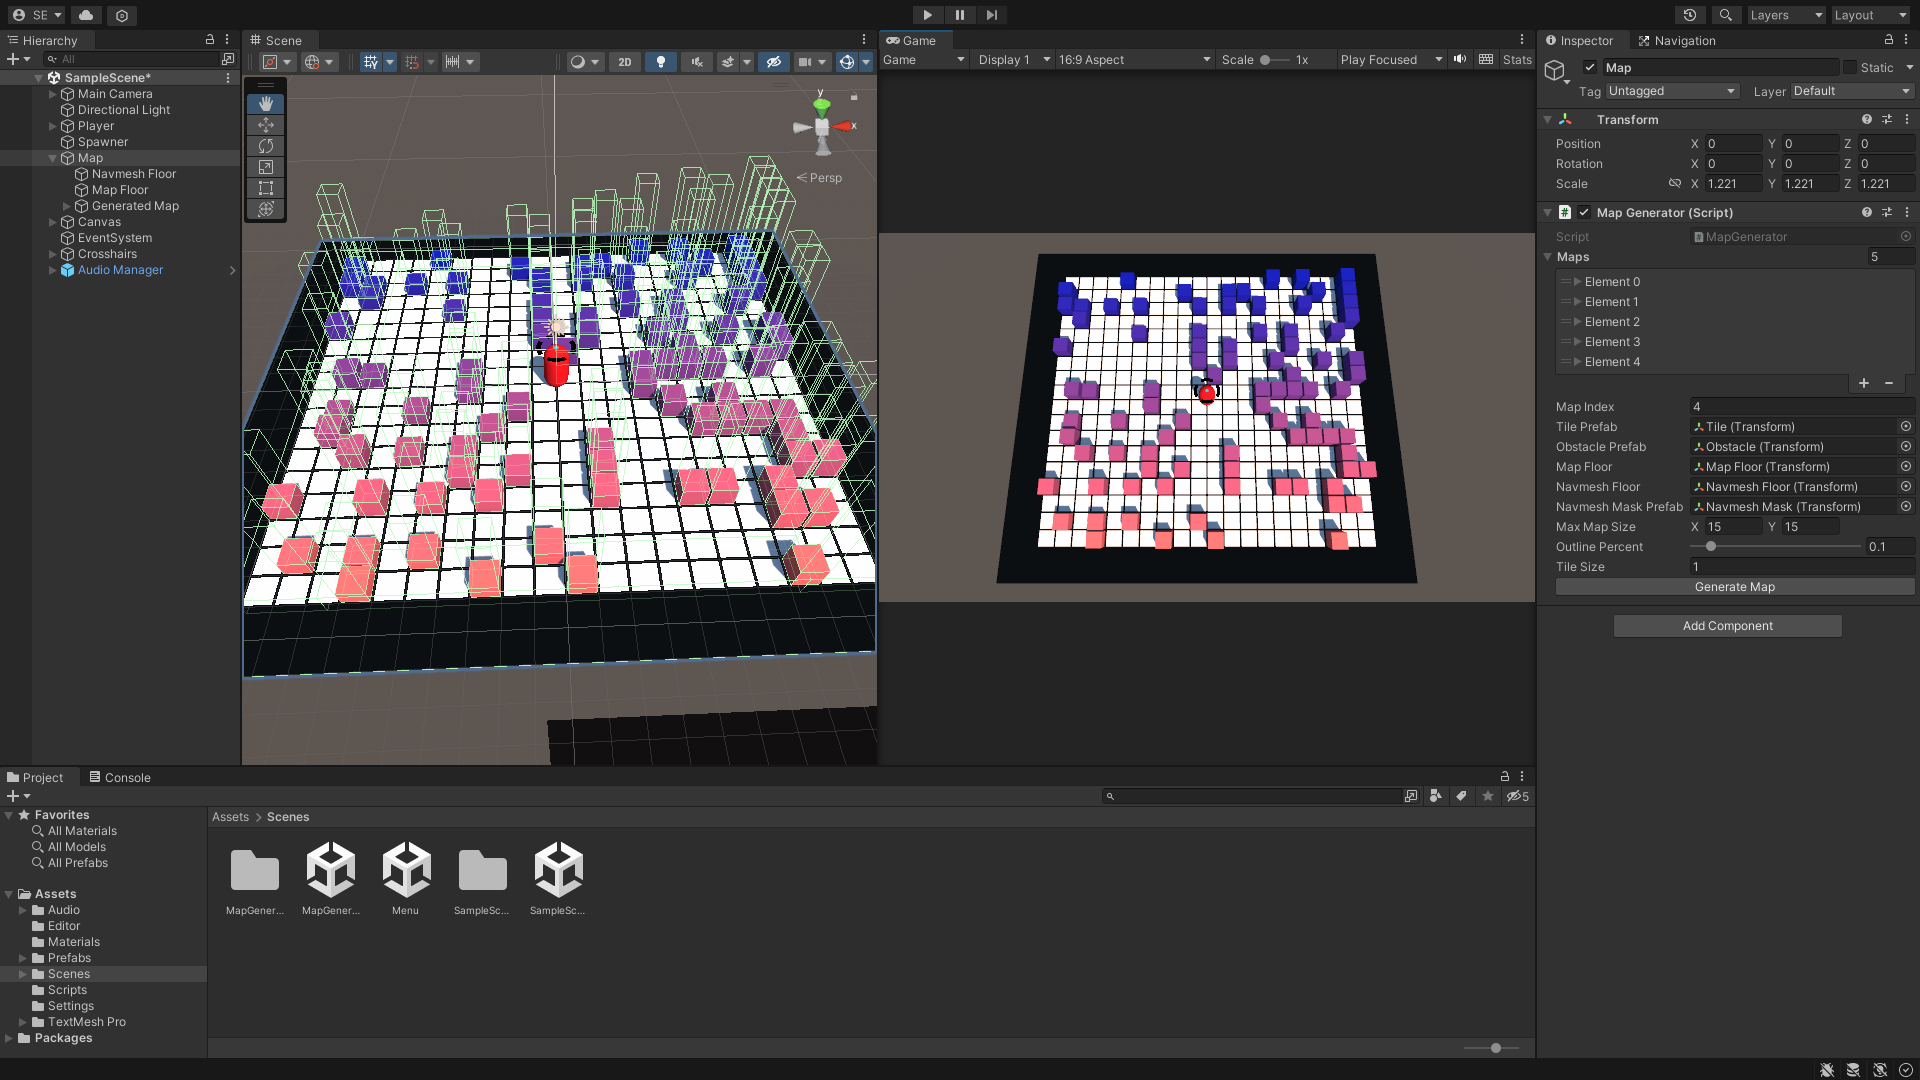 SE
Layers
Layout
Hierarchy
All
SampleScene*
Main Camera
Directional Light
Player
Spawner
Map
Navmesh Floor
Map Floor
Generated Map
Canvas
EventSystem
Crosshairs
Audio Manager
Scene
2D
y
x
Persp
Game
Game
Display 1
16:9 Aspect
Scale
1x
Play Focused
Stats
Inspector
Navigation
Map
Static
Tag
Untagged
Layer
Default
Transform
Position
X 0
Y 0
Z 0
Rotation
X 0
Y 0
Z 0
Scale
X 1.221
Y 1.221
Z 1.221
Map Generator (Script)
Script
MapGenerator
Maps
5
Element 0
Element 1
Element 2
Element 3
Element 4
Map Index
4
Tile Prefab
Tile (Transform)
Obstacle Prefab
Obstacle (Transform)
Map Floor
Map Floor (Transform)
Navmesh Floor
Navmesh Floor (Transform)
Navmesh Mask Prefab
Navmesh Mask (Transform)
Max Map Size
X 15
Y 15
Outline Percent
0.1
Tile Size
1
Generate Map
Add Component
Project
Console
5
Favorites
All Materials
All Models
All Prefabs
Assets
Audio
Editor
Materials
Prefabs
Scenes
Scripts
Settings
TextMesh Pro
Packages
Assets > Scenes
MapGener...
MapGener...
Menu
SampleSc...
SampleSc...